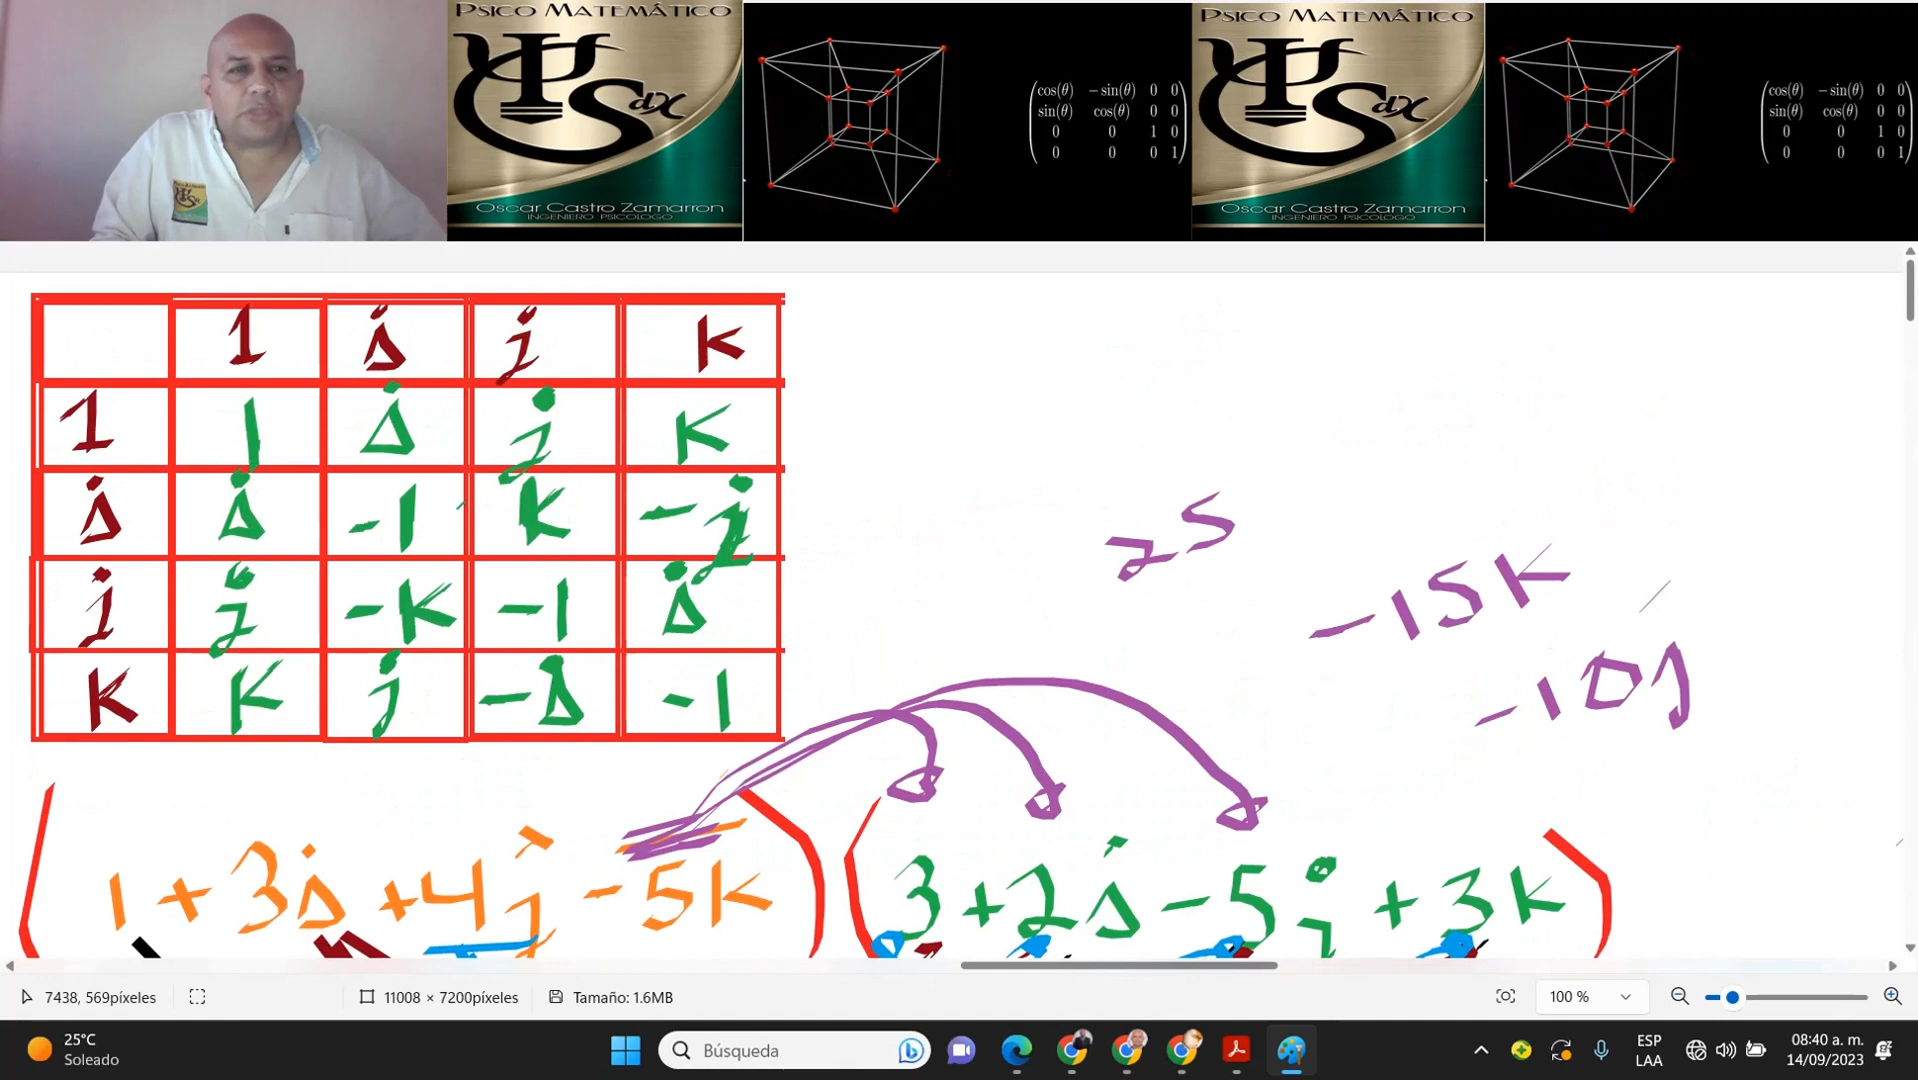 PSICO MATEMÁTICO
dx
Oscar Castro Zamarron
INGENIERO PSICOLOGO
cos(θ) −sin(θ) 0 0
sin(θ) cos(θ) 0 0
0 0 1 0
0 0 0 1
PSICO MATEMÁTICO
dx
Oscar Castro Zamarron
INGENIERO PSICOLOGO
cos(θ) −sin(θ) 0 0
sin(θ) cos(θ) 0 0
0 0 1 0
0 0 0 1
1 i j k
1 1 i j k
i i -1 k -j
j j -k -1 i
k k j -i -1
25
-15k
-10j
(1+3i+4j-5k)(3+2i-5j+3k)
7438, 569píxeles
11008 × 7200píxeles
Tamaño: 1.6MB
100 %
25°C
Soleado
Búsqueda
ESP
LAA
08:40 a. m.
14/09/2023